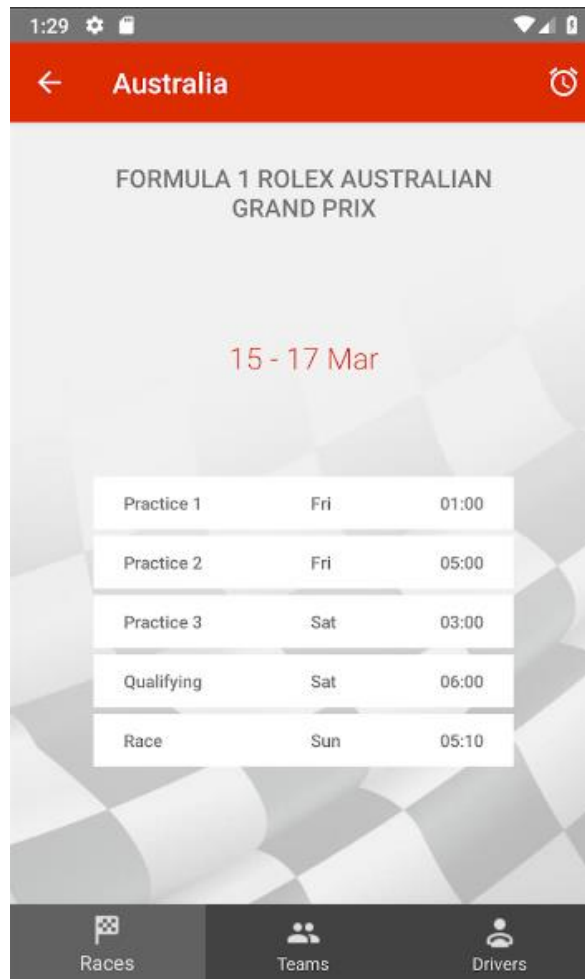 1:29
Australia
FORMULA 1 ROLEX AUSTRALIAN
GRAND PRIX
15 - 17 Mar
Practice 1 Fri 01:00
Practice 2 Fri 05:00
Practice 3 Sat 03:00
Qualifying Sat 06:00
Race Sun 05:10
Races Teams Drivers